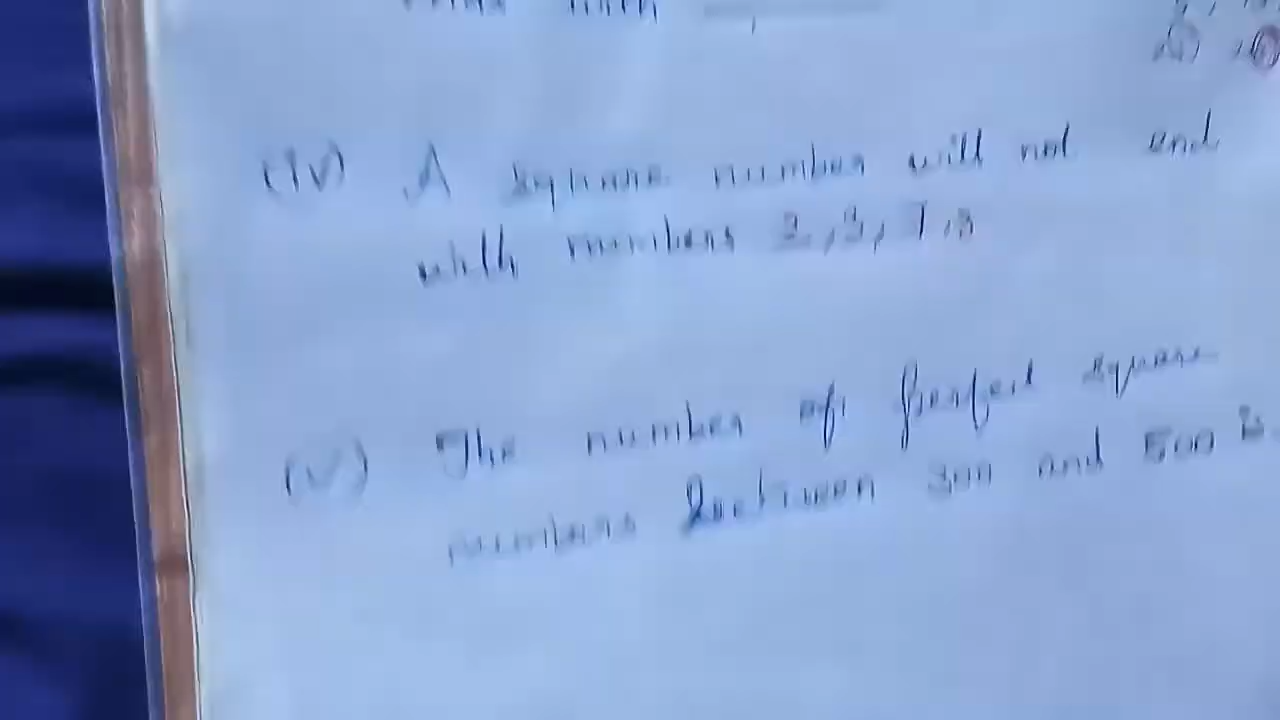 (iv) A square number will not end
with numbers 2, 3, 7, 8
(v) The number of perfect square
numbers between 300 and 500 is